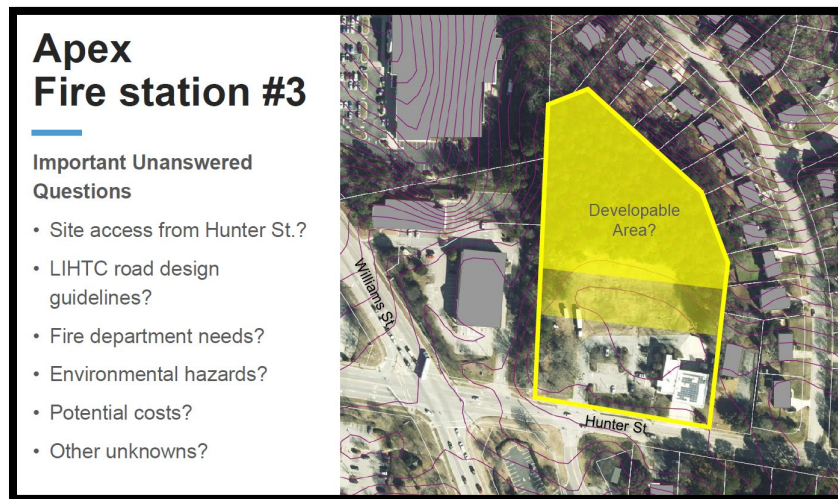 Apex
Fire station #3
Important Unanswered
Questions
• Site access from Hunter St.?
• LIHTC road design
guidelines?
• Fire department needs?
• Environmental hazards?
• Potential costs?
• Other unknowns?
Developable
Area?
Williams St.
Hunter St.